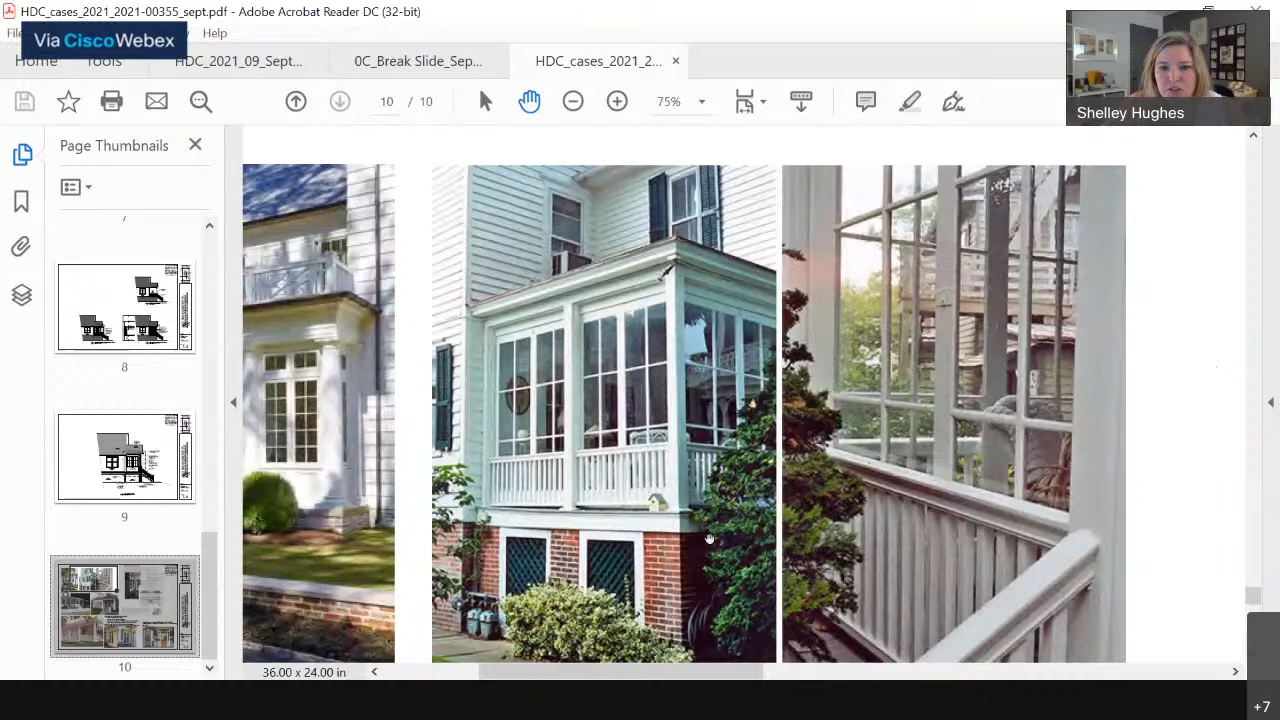 HDC_cases_2021_2021-00355_sept.pdf - Adobe Acrobat Reader DC (32-bit)
Via Cisco Webex
Help
Home Tools HDC_2021_09_Sept... 0C_Break Slide_Sep... HDC_cases_2021_2...
10 / 10 75%
Shelley Hughes
Page Thumbnails
8
9
10
36.00 x 24.00 in
+7